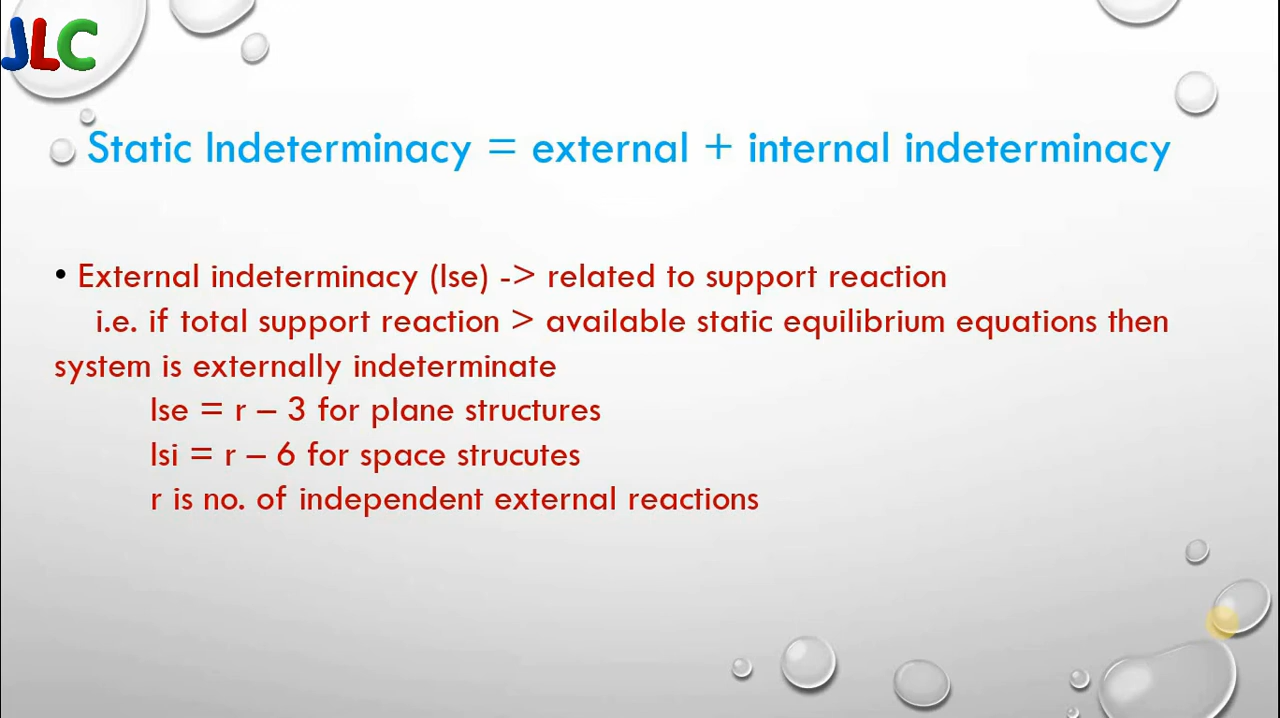 JLC
Static Indeterminacy = external + internal indeterminacy
• External indeterminacy (Ise) -> related to support reaction
i.e. if total support reaction > available static equilibrium equations then
system is externally indeterminate
Ise = r – 3 for plane structures
Isi = r – 6 for space strucutes
r is no. of independent external reactions